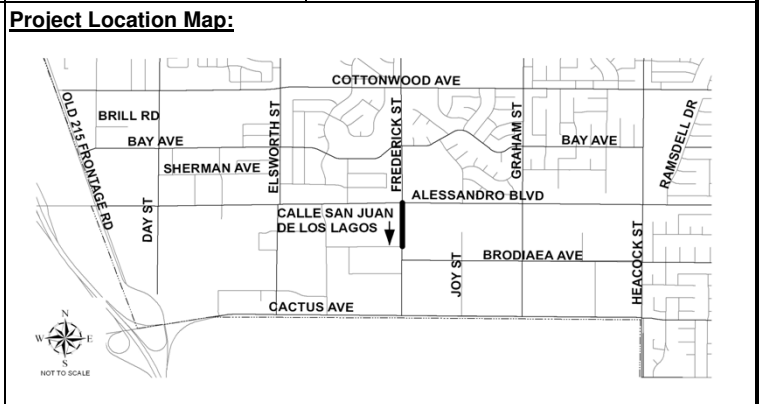 Project Location Map:
COTTONWOOD AVE
OLD 215 FRONTAGE RD
BRILL RD
ELSWORTH ST
FREDERICK ST
GRAHAM ST
RAMSDELL DR
BAY AVE
BAY AVE
SHERMAN AVE
ALESSANDRO BLVD
DAY ST
CALLE SAN JUAN
DE LOS LAGOS
JOY ST
BRODIAEA AVE
HEACOCK ST
CACTUS AVE
N
W
E
S
NOT TO SCALE